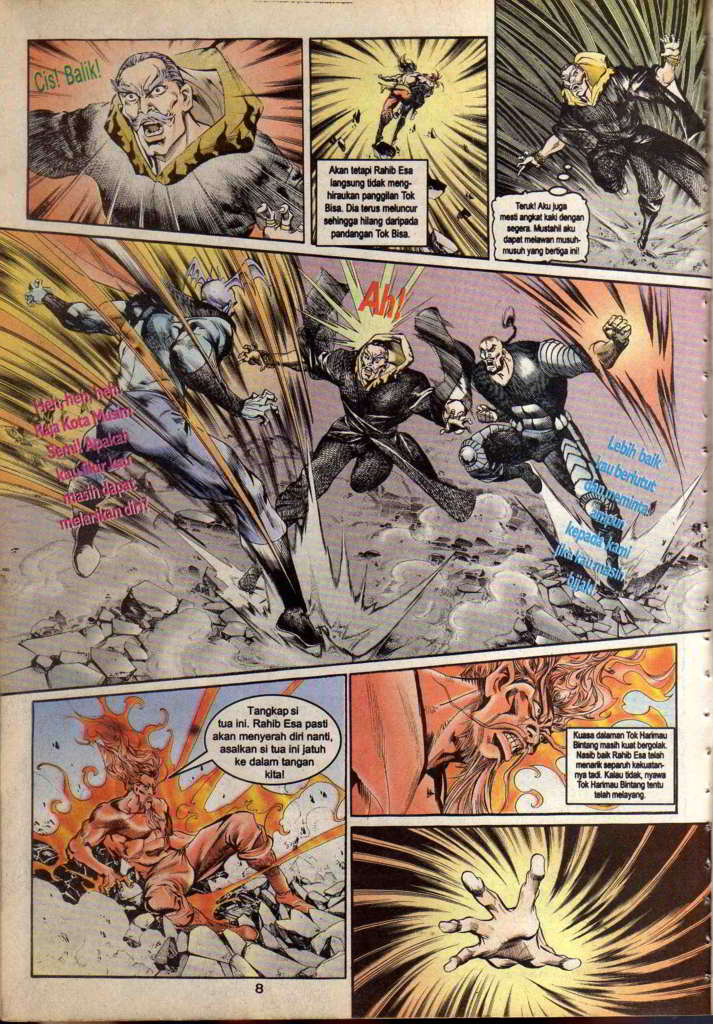 Cis! Balik!
Akan tetapi Rahib Esa
langsung tidak meng-
hiraukan panggilan Tok
Bisa. Dia terus meluncur
sehingga hilang daripada
pandangan Tok Bisa.
Teruk! Aku juga
mesti angkat kaki dengan
segera. Mustahil aku
dapat melawan musuh-
musuh yang bertiga ini!
Ah!
Heh, heh, heh,
Raja Kota Musim
Semi! Apakah
kau fikir kau
masih dapat
melarikan diri?
Lebih baik
kau berlutut
dan meminta
ampun
kepada kami
jika kau masih
bijak!
Tangkap si
tua ini. Rahib Esa pasti
akan menyerah diri nanti,
asalkan si tua ini jatuh
ke dalam tangan
kita!
Kuasa dalaman Tok Harimau
Bintang masih kuat bergolak.
Nasib baik Rahib Esa telah
menarik separuh kekuatan-
nya tadi. Kalau tidak, nyawa
Tok Harimau Bintang tentu
telah melayang.
8